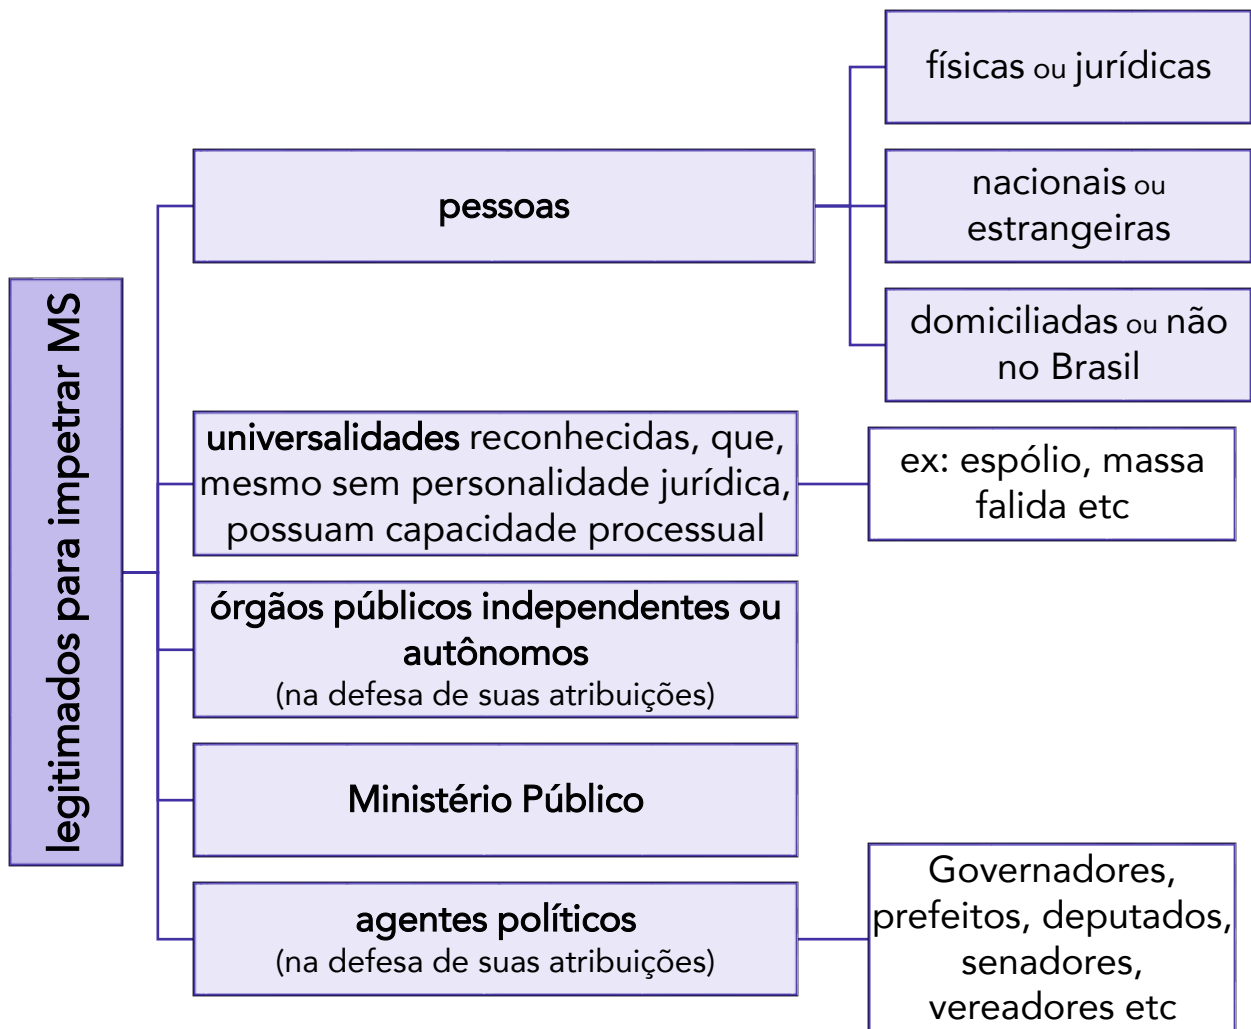 legitimados para impetrar MS
pessoas
físicas ou jurídicas
nacionais ou
estrangeiras
domiciliadas ou não
no Brasil
universalidades reconhecidas, que,
mesmo sem personalidade jurídica,
possuam capacidade processual
ex: espólio, massa
falida etc
órgãos públicos independentes ou
autônomos
(na defesa de suas atribuições)
Ministério Público
agentes políticos
(na defesa de suas atribuições)
Governadores,
prefeitos, deputados,
senadores,
vereadores etc